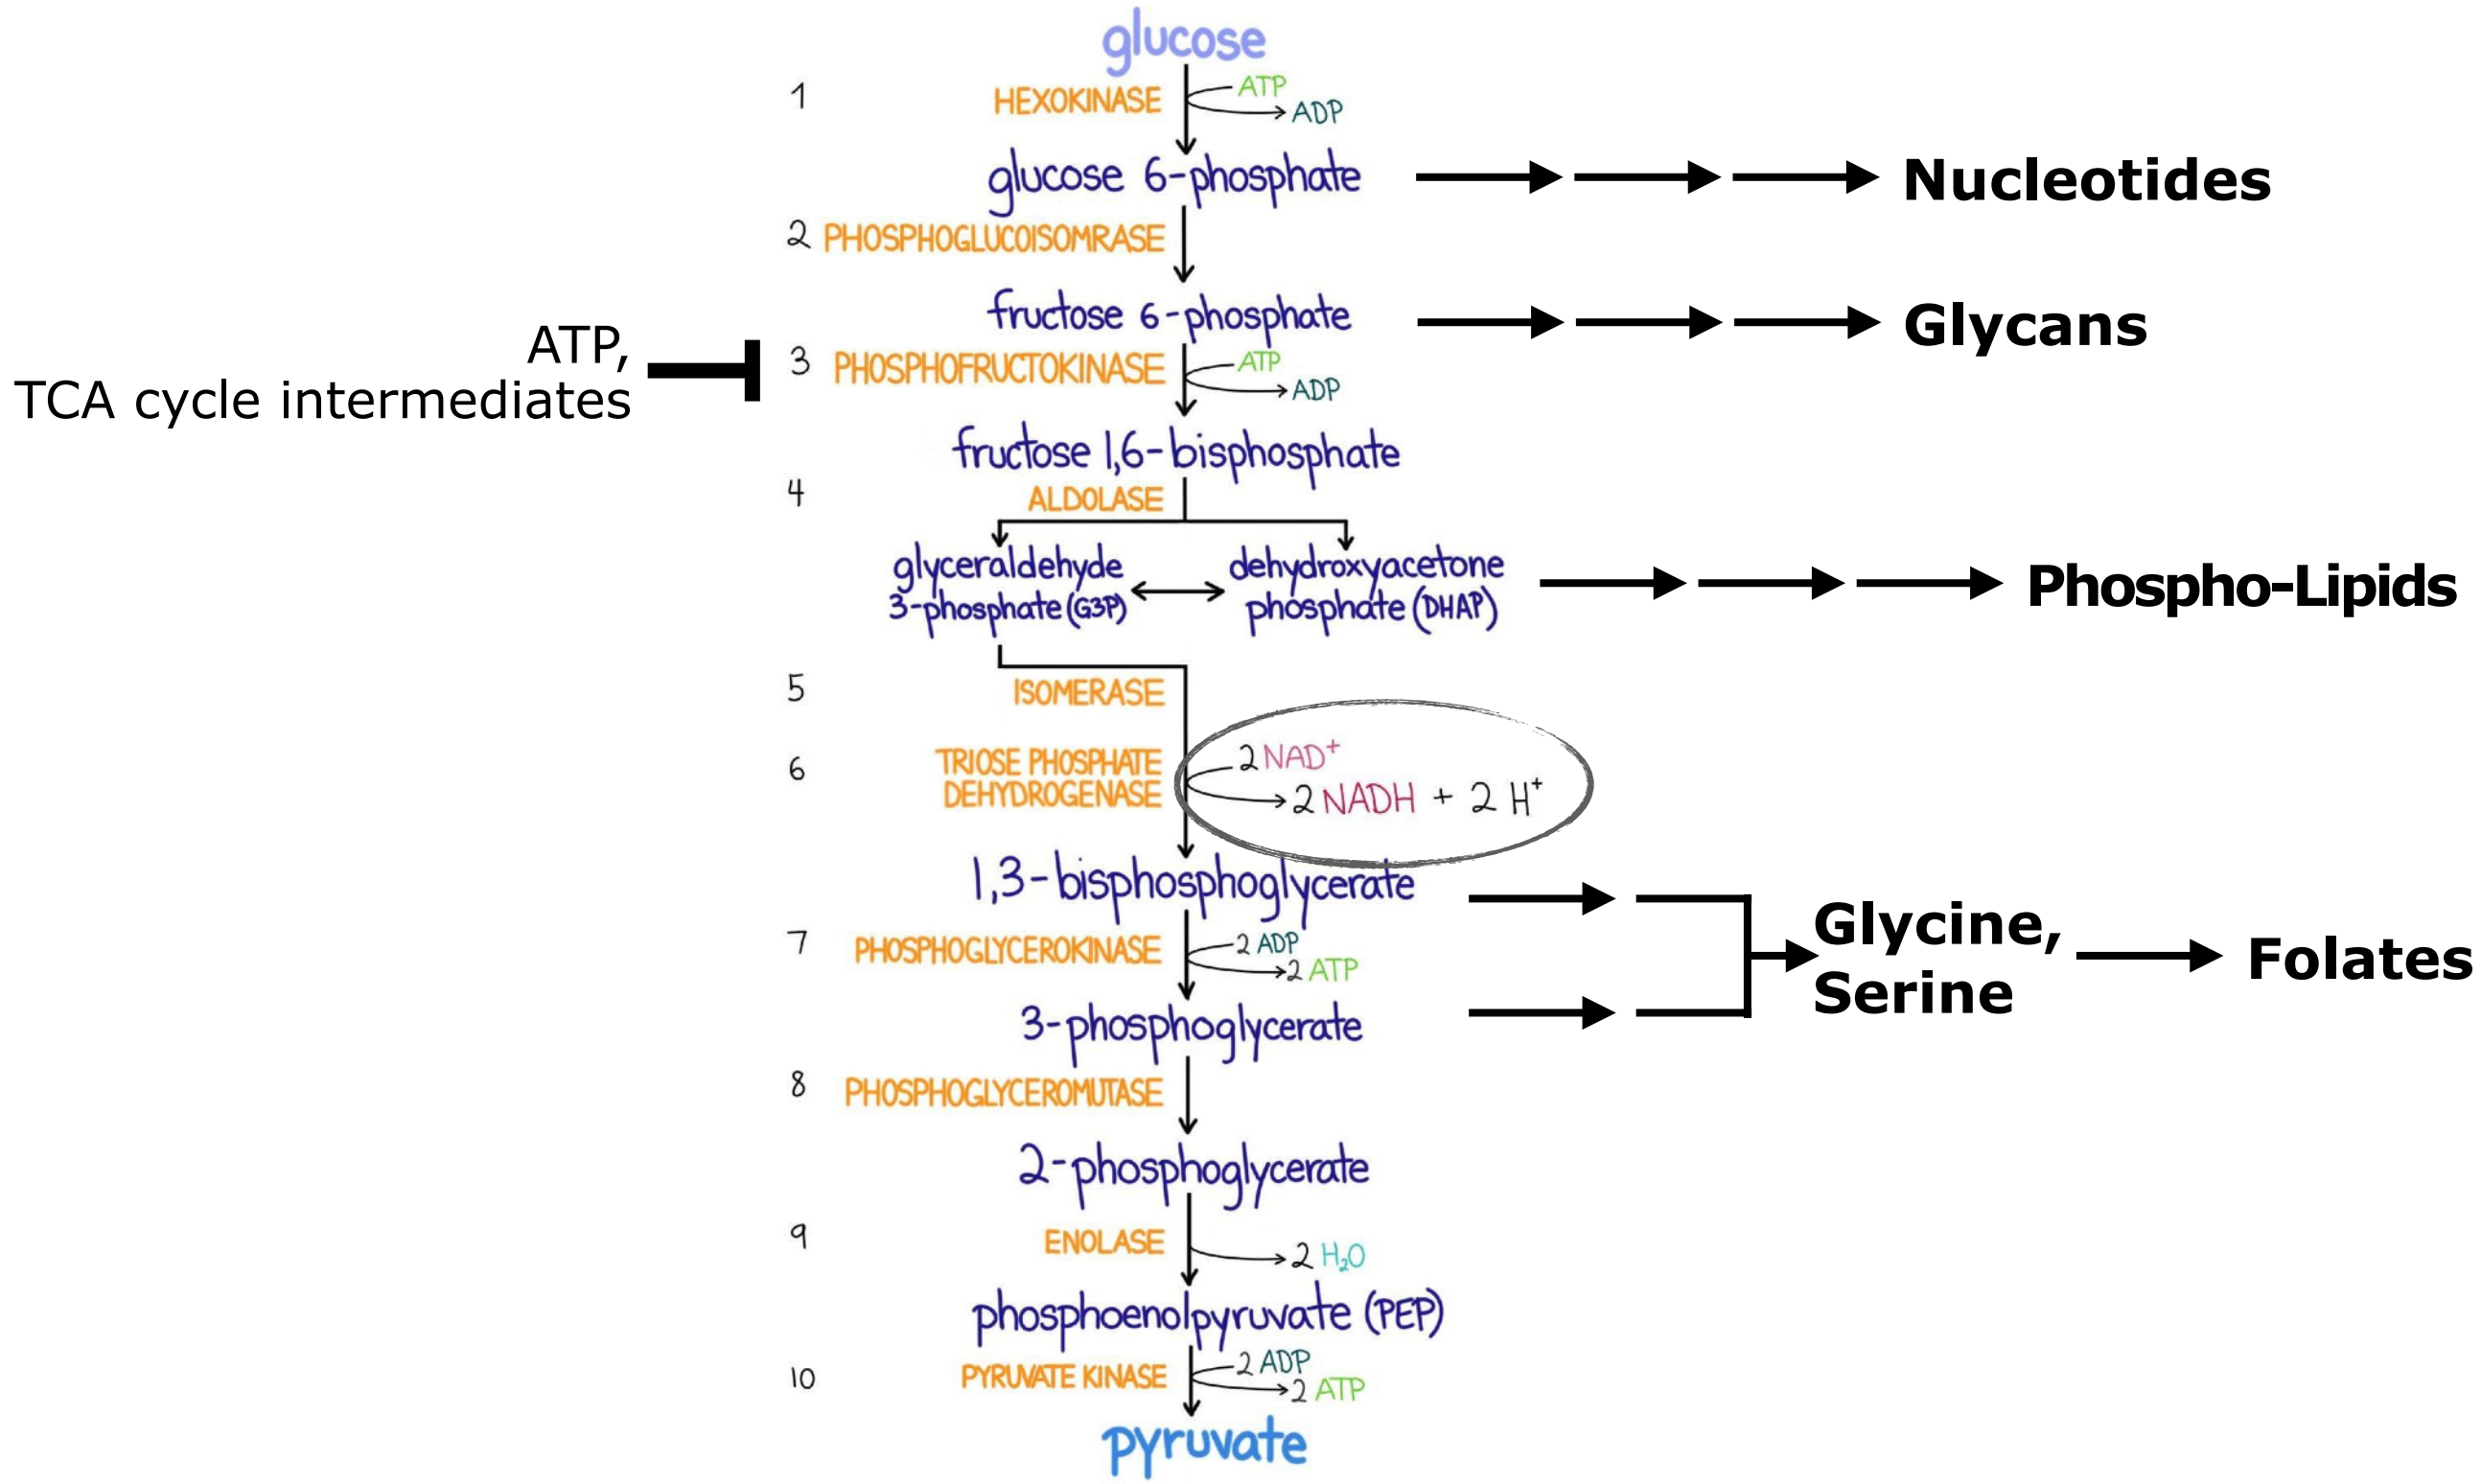 glucose
1
HEXOKINASE
ATP
ADP
glucose 6-phosphate
Nucleotides
2 PHOSPHOGLUCOISOMRASE
fructose 6-phosphate
Glycans
ATP,
TCA cycle intermediates
3 PHOSPHOFRUCTOKINASE
ATP
ADP
fructose 1,6-bisphosphate
4
ALDOLASE
glyceraldehyde
3-phosphate (G3P)
dehydroxyacetone
phosphate (DHAP)
Phospho-Lipids
5
ISOMERASE
6
TRIOSE PHOSPHATE
DEHYDROGENASE
2 NAD+
2 NADH + 2 H+
1,3-bisphosphoglycerate
7
PHOSPHOGLYCEROKINASE
2 ADP
2 ATP
Glycine,
Serine
Folates
3-phosphoglycerate
8
PHOSPHOGLYCEROMUTASE
2-phosphoglycerate
9
ENOLASE
2 H2O
phosphoenolpyruvate (PEP)
10
PYRUVATE KINASE
2 ADP
2 ATP
pyruvate